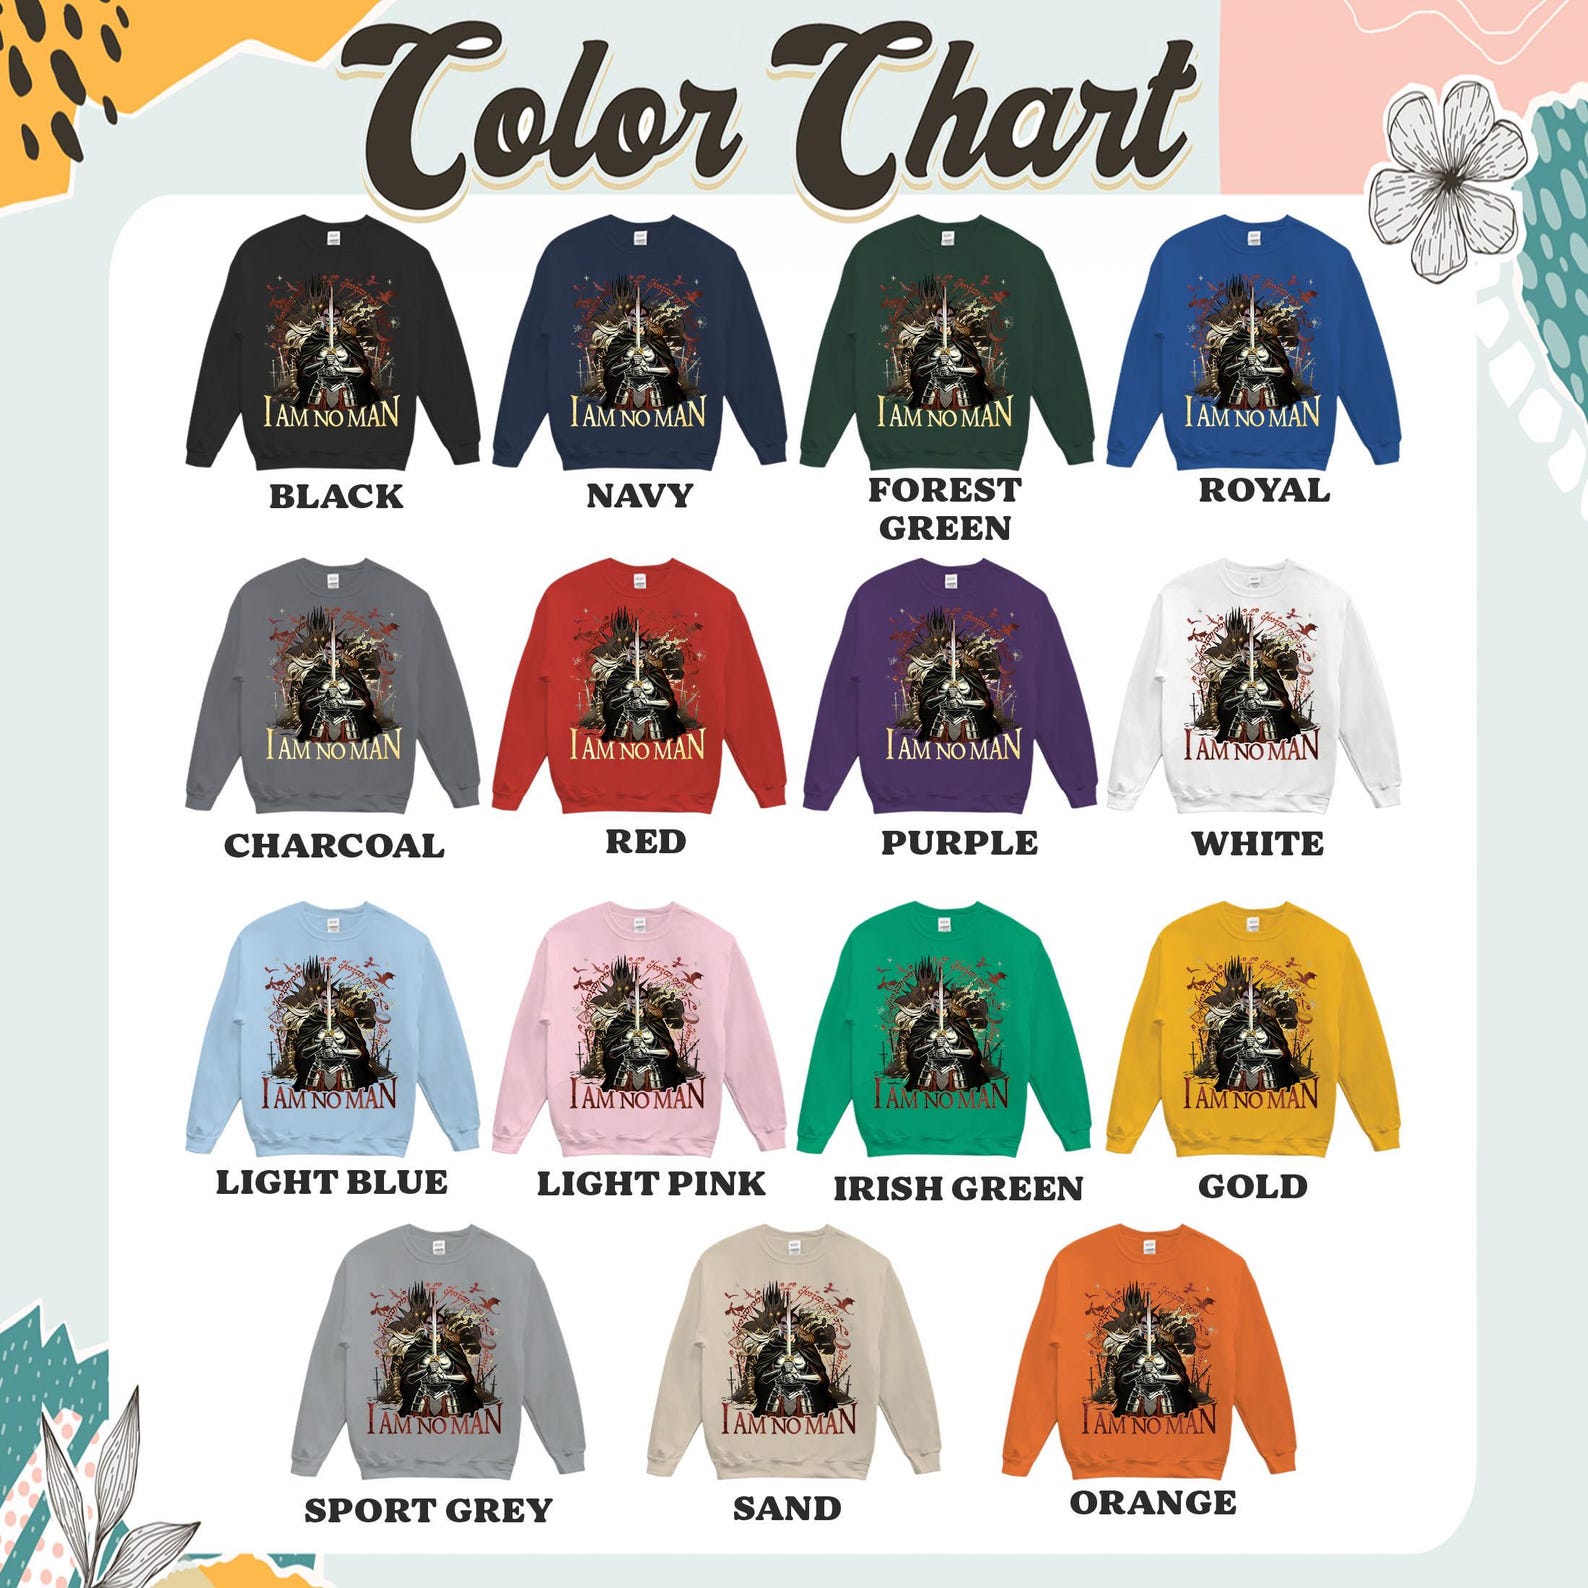 Color Chart
I AM NO MAN
I AM NO MAN
I AM NO MAN
I AM NO MAN
BLACK
NAVY
FOREST
GREEN
ROYAL
I AM NO MAN
I AM NO MAN
I AM NO MAN
I AM NO MAN
CHARCOAL
RED
PURPLE
WHITE
I AM NO MAN
I AM NO MAN
I AM NO MAN
I AM NO MAN
LIGHT BLUE
LIGHT PINK
IRISH GREEN
GOLD
I AM NO MAN
I AM NO MAN
I AM NO MAN
SPORT GREY
SAND
ORANGE